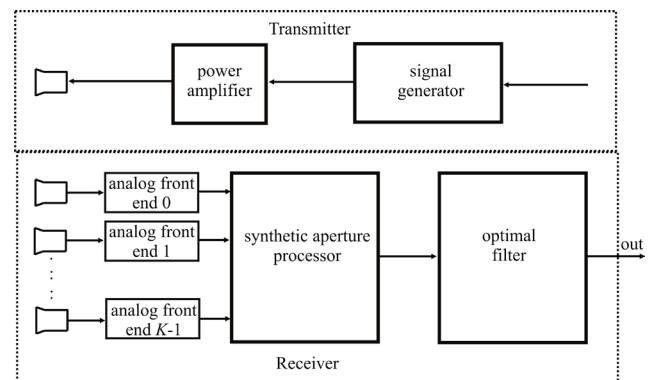 Transmitter
power
amplifier
signal
generator
analog front
end 0
analog front
end 1
analog front
end K-1
synthetic aperture
processor
optimal
filter
out
Receiver